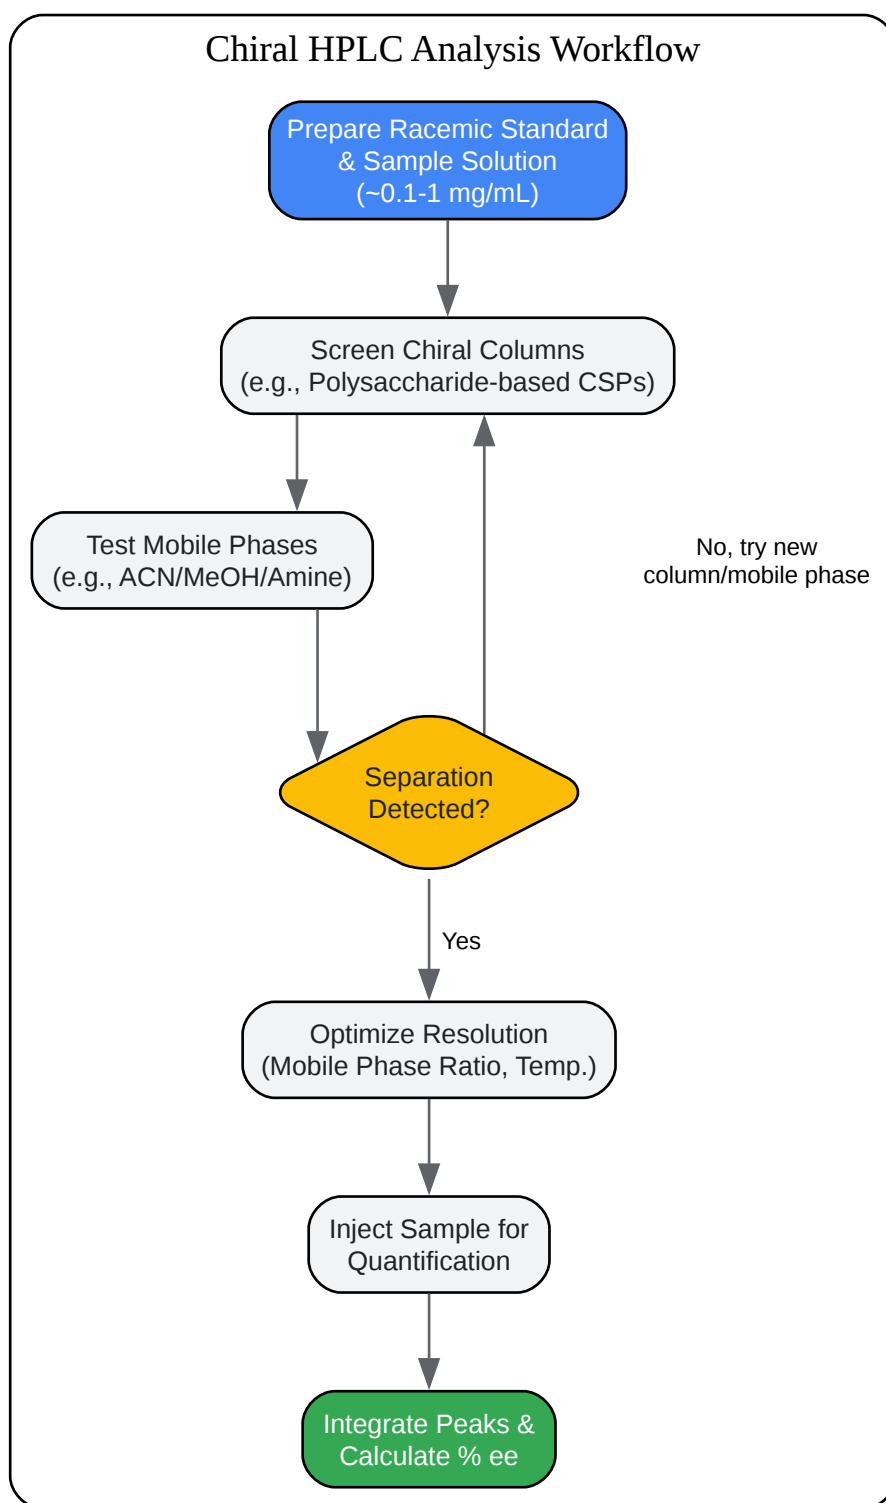 Chiral HPLC Analysis Workflow
Prepare Racemic Standard
& Sample Solution
(~0.1-1 mg/mL)
Screen Chiral Columns
(e.g., Polysaccharide-based CSPs)
Test Mobile Phases
(e.g., ACN/MeOH/Amine)
No, try new
column/mobile phase
Separation
Detected?
Yes
Optimize Resolution
(Mobile Phase Ratio, Temp.)
Inject Sample for
Quantification
Integrate Peaks &
Calculate % ee